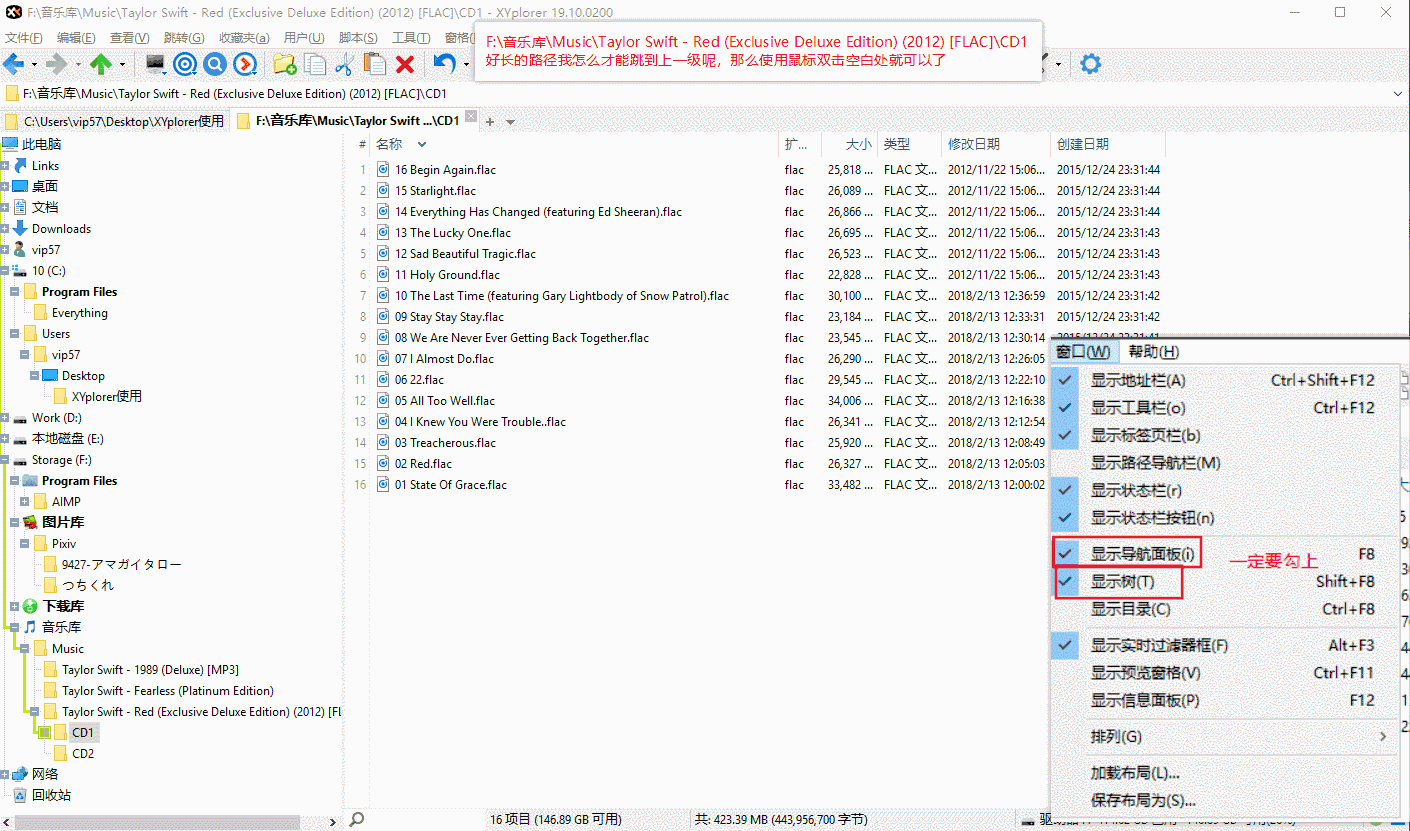 F:\音乐库\Music\Taylor Swift - Red (Exclusive Deluxe Edition) (2012) [FLAC]\CD1 - XYplorer 19.10.0200
文件(F) 编辑(E) 查看(V) 跳转(G) 收藏夹(a) 用户(U) 脚本(S) 工具(T) 窗格
F:\音乐库\Music\Taylor Swift - Red (Exclusive Deluxe Edition) (2012) [FLAC]\CD1
好长的路径我怎么才能跳到上一级呢，那么使用鼠标双击空白处就可以了
F:\音乐库\Music\Taylor Swift - Red (Exclusive Deluxe Edition) (2012) [FLAC]\CD1
C:\Users\vip57\Desktop\XYplorer使用 F:\音乐库\Music\Taylor Swift ...\CD1
此电脑
Links
桌面
文档
Downloads
vip57
10 (C:)
Program Files
Everything
Users
vip57
Desktop
XYplorer使用
Work (D:)
本地磁盘 (E:)
Storage (F:)
Program Files
AIMP
图片库
Pixiv
9427-アマガイタロー
つちくれ
下载库
音乐库
Music
Taylor Swift - 1989 (Deluxe) [MP3]
Taylor Swift - Fearless (Platinum Edition)
Taylor Swift - Red (Exclusive Deluxe Edition) (2012) [FL
CD1
CD2
网络
回收站
# 名称 扩... 大小 类型 修改日期 创建日期
1 16 Begin Again.flac flac 25,818 ... FLAC 文... 2012/11/22 15:06... 2015/12/24 23:31:44
2 15 Starlight.flac flac 26,089 ... FLAC 文... 2012/11/22 15:06... 2015/12/24 23:31:44
3 14 Everything Has Changed (featuring Ed Sheeran).flac flac 26,866 ... FLAC 文... 2012/11/22 15:06... 2015/12/24 23:31:44
4 13 The Lucky One.flac flac 26,695 ... FLAC 文... 2012/11/22 15:06... 2015/12/24 23:31:43
5 12 Sad Beautiful Tragic.flac flac 26,523 ... FLAC 文... 2012/11/22 15:06... 2015/12/24 23:31:43
6 11 Holy Ground.flac flac 22,828 ... FLAC 文... 2012/11/22 15:06... 2015/12/24 23:31:43
7 10 The Last Time (featuring Gary Lightbody of Snow Patrol).flac flac 30,100 ... FLAC 文... 2018/2/13 12:36:59 2015/12/24 23:31:42
8 09 Stay Stay Stay.flac flac 23,184 ... FLAC 文... 2018/2/13 12:33:31 2015/12/24 23:31:42
9 08 We Are Never Ever Getting Back Together.flac flac 23,545 ... FLAC 文... 2018/2/13 12:30:14 2015/12/24 23:31:41
10 07 I Almost Do.flac flac 26,290 ... FLAC 文... 2018/2/13 12:26:05
11 06 22.flac flac 29,545 ... FLAC 文... 2018/2/13 12:22:10
12 05 All Too Well.flac flac 34,006 ... FLAC 文... 2018/2/13 12:16:38
13 04 I Knew You Were Trouble..flac flac 26,341 ... FLAC 文... 2018/2/13 12:12:54
14 03 Treacherous.flac flac 25,920 ... FLAC 文... 2018/2/13 12:08:49
15 02 Red.flac flac 26,327 ... FLAC 文... 2018/2/13 12:05:03
16 01 State Of Grace.flac flac 33,482 ... FLAC 文... 2018/2/13 12:00:02
窗口(W) 帮助(H)
显示地址栏(A) Ctrl+Shift+F12
显示工具栏(o) Ctrl+F12
显示标签页栏(b)
显示路径导航栏(M)
显示状态栏(r)
显示状态栏按钮(n)
显示导航面板(i) F8
一定要勾上
显示树(T) Shift+F8
显示目录(C) Ctrl+F8
显示实时过滤器框(F) Alt+F3
显示预览窗格(V) Ctrl+F11
显示信息面板(P) F12
排列(G)
加载布局(L)...
保存布局为(S)...
16 项目 (146.89 GB 可用) 共: 423.39 MB (443,956,700 字节)